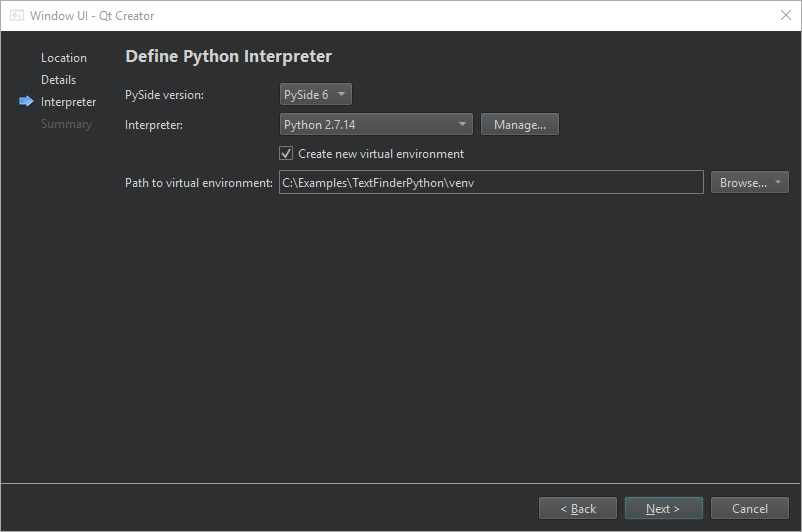 Window UI - Qt Creator
Location
Details
Interpreter
Summary
Define Python Interpreter
PySide version: PySide 6
Interpreter: Python 2.7.14 Manage...
Create new virtual environment
Path to virtual environment: C:\Examples\TextFinderPython\venv Browse...
< Back Next > Cancel